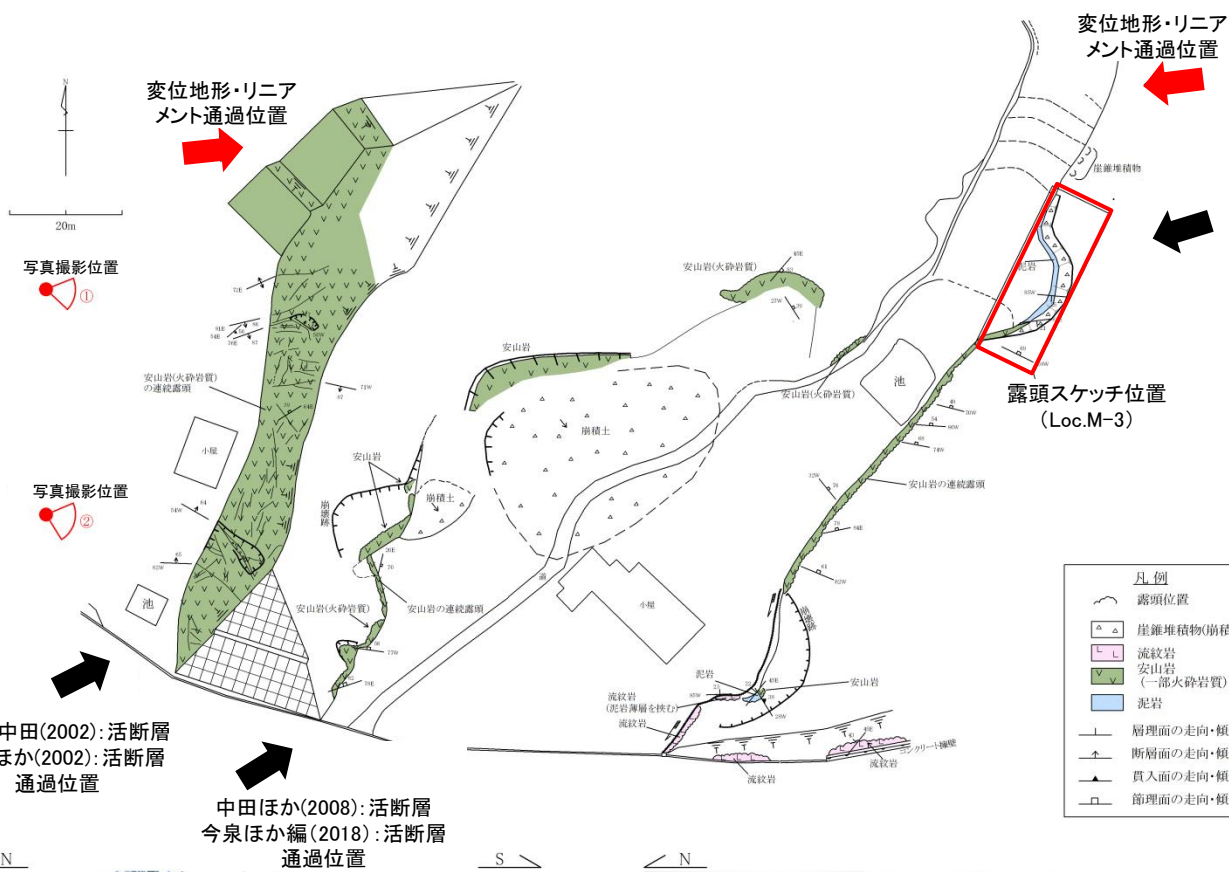 変位地形・リニア
メント通過位置
変位地形・リニア
メント通過位置
N
20m
写真撮影位置
①
写真撮影位置
②
安山岩(火砕岩質)
の連続露頭
小屋
池
安山岩
崩積土
崩壊跡
安山岩(火砕岩質)
安山岩の連続露頭
安山岩
崩積土
安山岩(火砕岩質)
安山岩(火砕岩質)
池
小屋
崖錐堆積物
泥岩
露頭スケッチ位置
(Loc.M-3)
安山岩の連続露頭
泥岩
安山岩
流紋岩
(泥岩薄層を挟む)
流紋岩
流紋岩
流紋岩
コンクリート擁壁
凡例
露頭位置
崖錐堆積物(崩積
流紋岩
安山岩
(一部火砕岩質)
泥岩
層理面の走向・傾
断層面の走向・傾
貫入面の走向・傾
節理面の走向・傾
中田(2002):活断層
ほか(2002):活断層
通過位置
中田ほか(2008):活断層
今泉ほか編(2018):活断層
通過位置
N
S
N